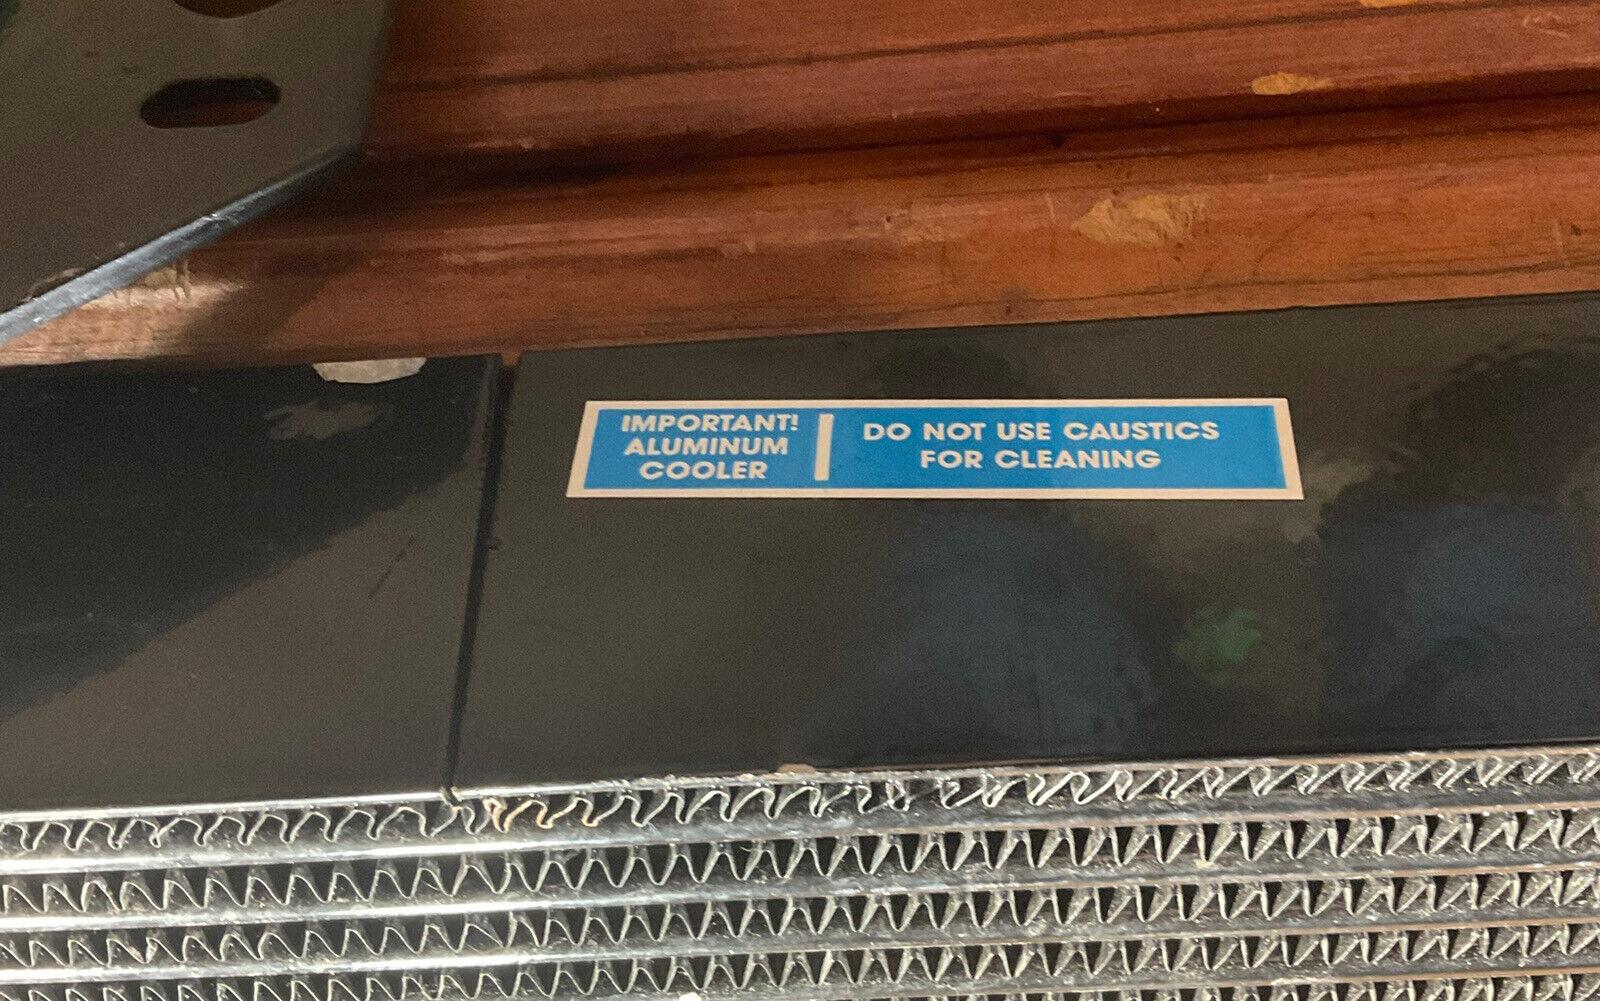 IMPORTANT!
ALUMINUM
COOLER
DO NOT USE CAUSTICS
FOR CLEANING